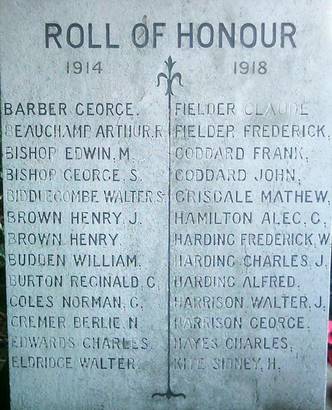 ROLL OF HONOUR
1914 1918
BARBER GEORGE.
BEAUCHAMP ARTHUR.F.
BISHOP EDWIN, M.
BISHOP GEORGE, S.
BIDDLECOMBE WALTER S
BROWN HENRY J.
BROWN HENRY
BUDDEN WILLIAM.
BURTON REGINALD, C,
COLES NORMAN, G.
CREMER BERLIE, N
EDWARDS CHARLES.
ELDRIDGE WALTER.
FIELDER CLAUDE
FIELDER FREDERICK,
GODDARD FRANK,
GODDARD JOHN,
GRISDALE MATHEW,
HAMILTON ALEC, G,
HARDING FREDERICK, W
HARDING CHARLES, J
HARDING ALFRED.
HARRISON WALTER, J,
HARRISON GEORGE.
HAYES CHARLES,
KITE SIDNEY, H.